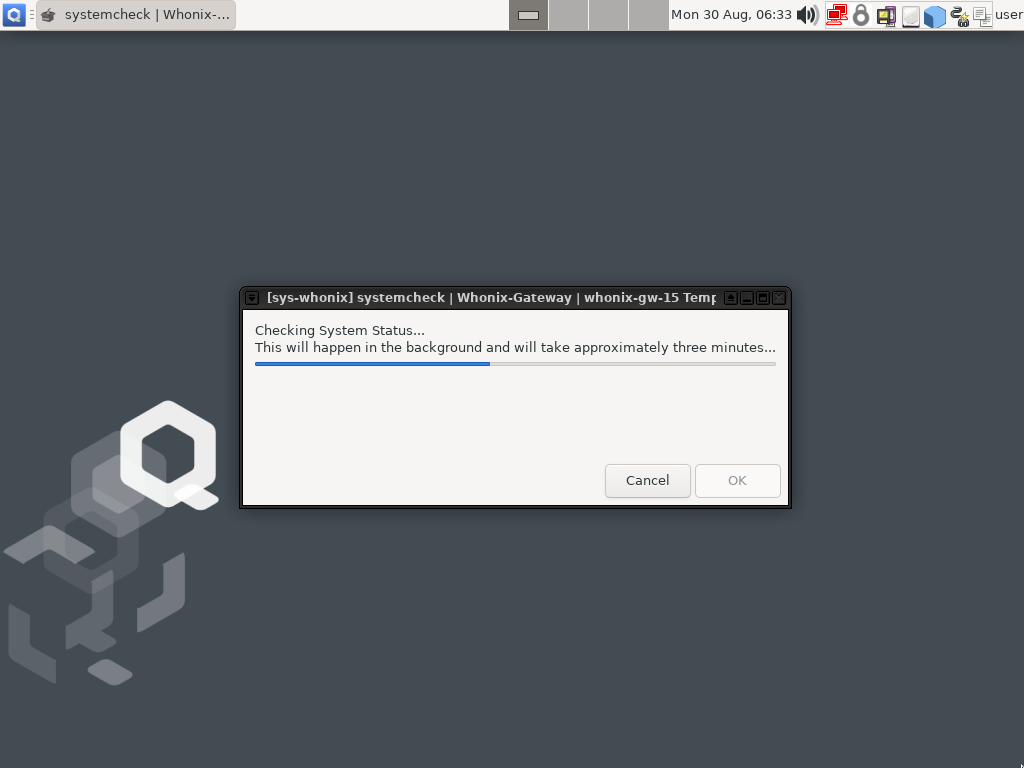 systemcheck | Whonix-...
Mon 30 Aug, 06:33
user
[sys-whonix] systemcheck | Whonix-Gateway | whonix-gw-15 Temp
Checking System Status...
This will happen in the background and will take approximately three minutes...
Cancel
OK